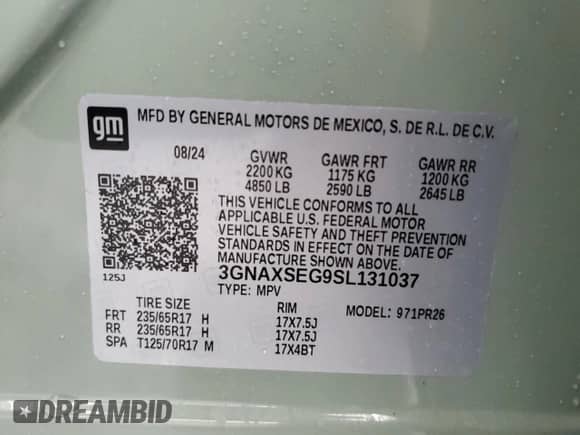 gm
MFD BY GENERAL MOTORS DE MEXICO, S. DE R.L. DE C.V.
08/24 GVWR GAWR FRT GAWR RR
2200 KG 1175 KG 1200 KG
4850 LB 2590 LB 2645 LB
THIS VEHICLE CONFORMS TO ALL
APPLICABLE U.S. FEDERAL MOTOR
VEHICLE SAFETY AND THEFT PREVENTION
STANDARDS IN EFFECT ON THE DATE OF
MANUFACTURE SHOWN ABOVE.
125J 3GNAXSEG9SL131037
TYPE: MPV
TIRE SIZE RIM MODEL: 971PR26
FRT 235/65R17 H 17X7.5J
RR 235/65R17 H 17X7.5J
SPA T125/70R17 M 17X4BT
DREAMBID